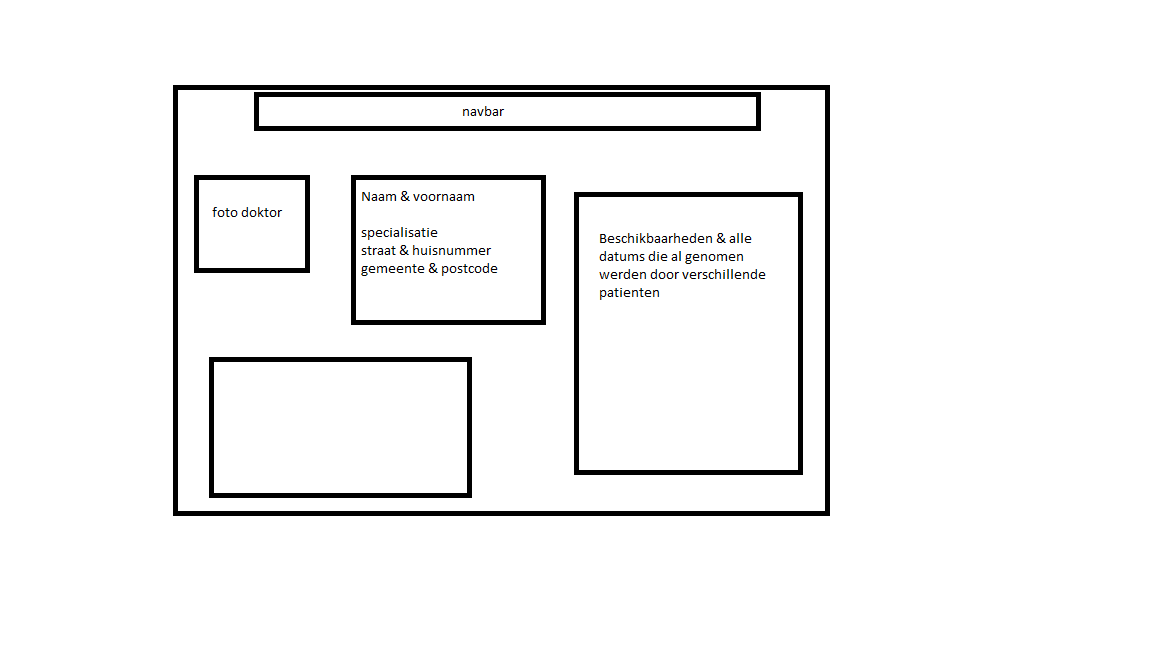 navbar
foto doktor
Naam & voornaam
specialisatie
straat & huisnummer
gemeente & postcode
Beschikbaarheden & alle
datums die al genomen
werden door verschillende
patienten